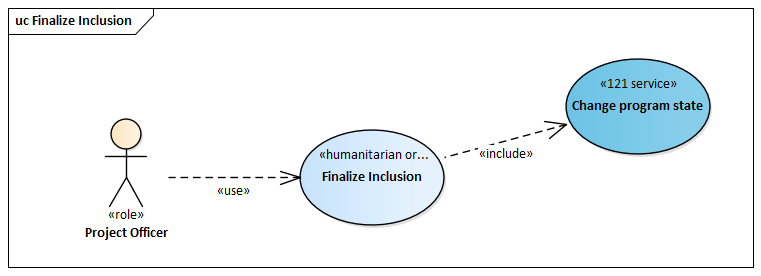 uc Finalize Inclusion
«121 service»
Change program state
«humanitarian or...
Finalize Inclusion
«include»
«use»
«role»
Project Officer